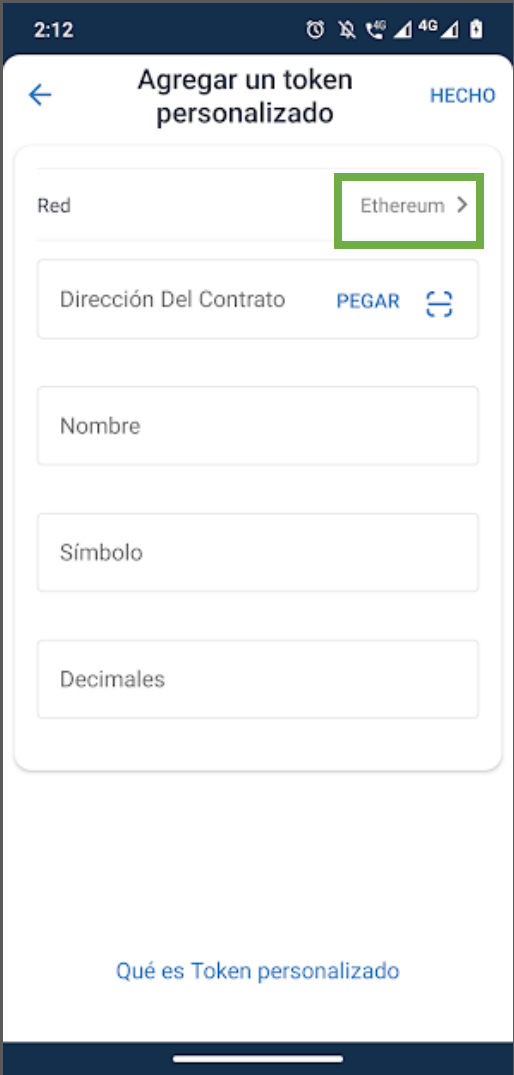 2:12 4G 4G
Agregar un token
personalizado
HECHO
Red
Ethereum
Dirección Del Contrato
PEGAR
Nombre
Símbolo
Decimales
Qué es Token personalizado